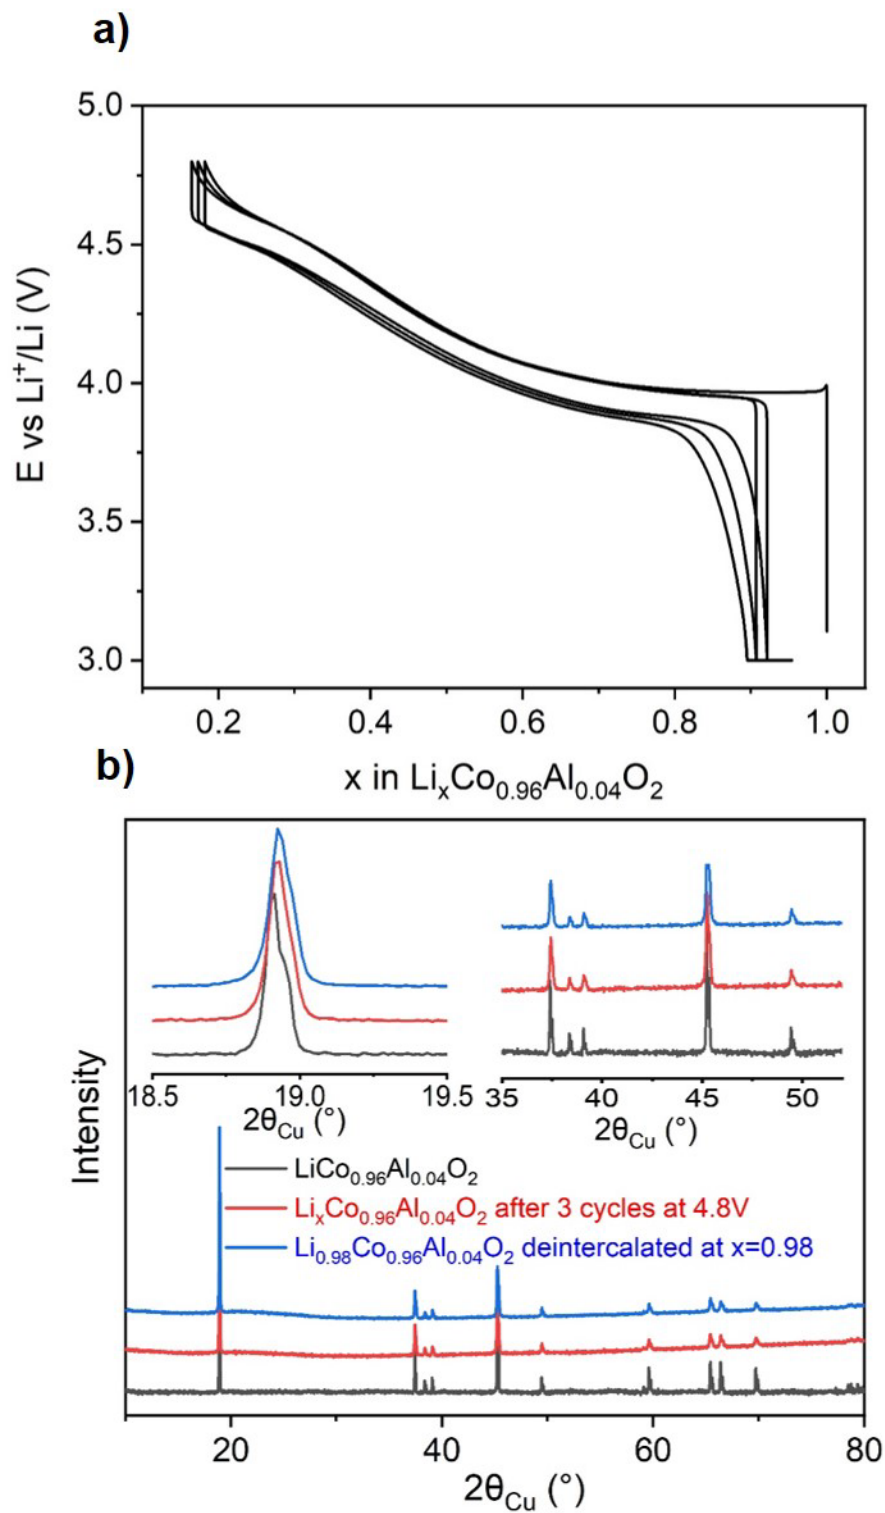 a)
5.0
4.5
4.0
3.5
3.0
E vs Li⁺/Li (V)
0.2 0.4 0.6 0.8 1.0
x in LiₓCo₀.₉₆Al₀.₀₄O₂
b)
18.5 19.0 19.5
2θCu (°)
35 40 45 50
2θCu (°)
Intensity
LiCo₀.₉₆Al₀.₀₄O₂
LiₓCo₀.₉₆Al₀.₀₄O₂ after 3 cycles at 4.8V
Li₀.₉₈Co₀.₉₆Al₀.₀₄O₂ deintercalated at x=0.98
20 40 60 80
2θCu (°)